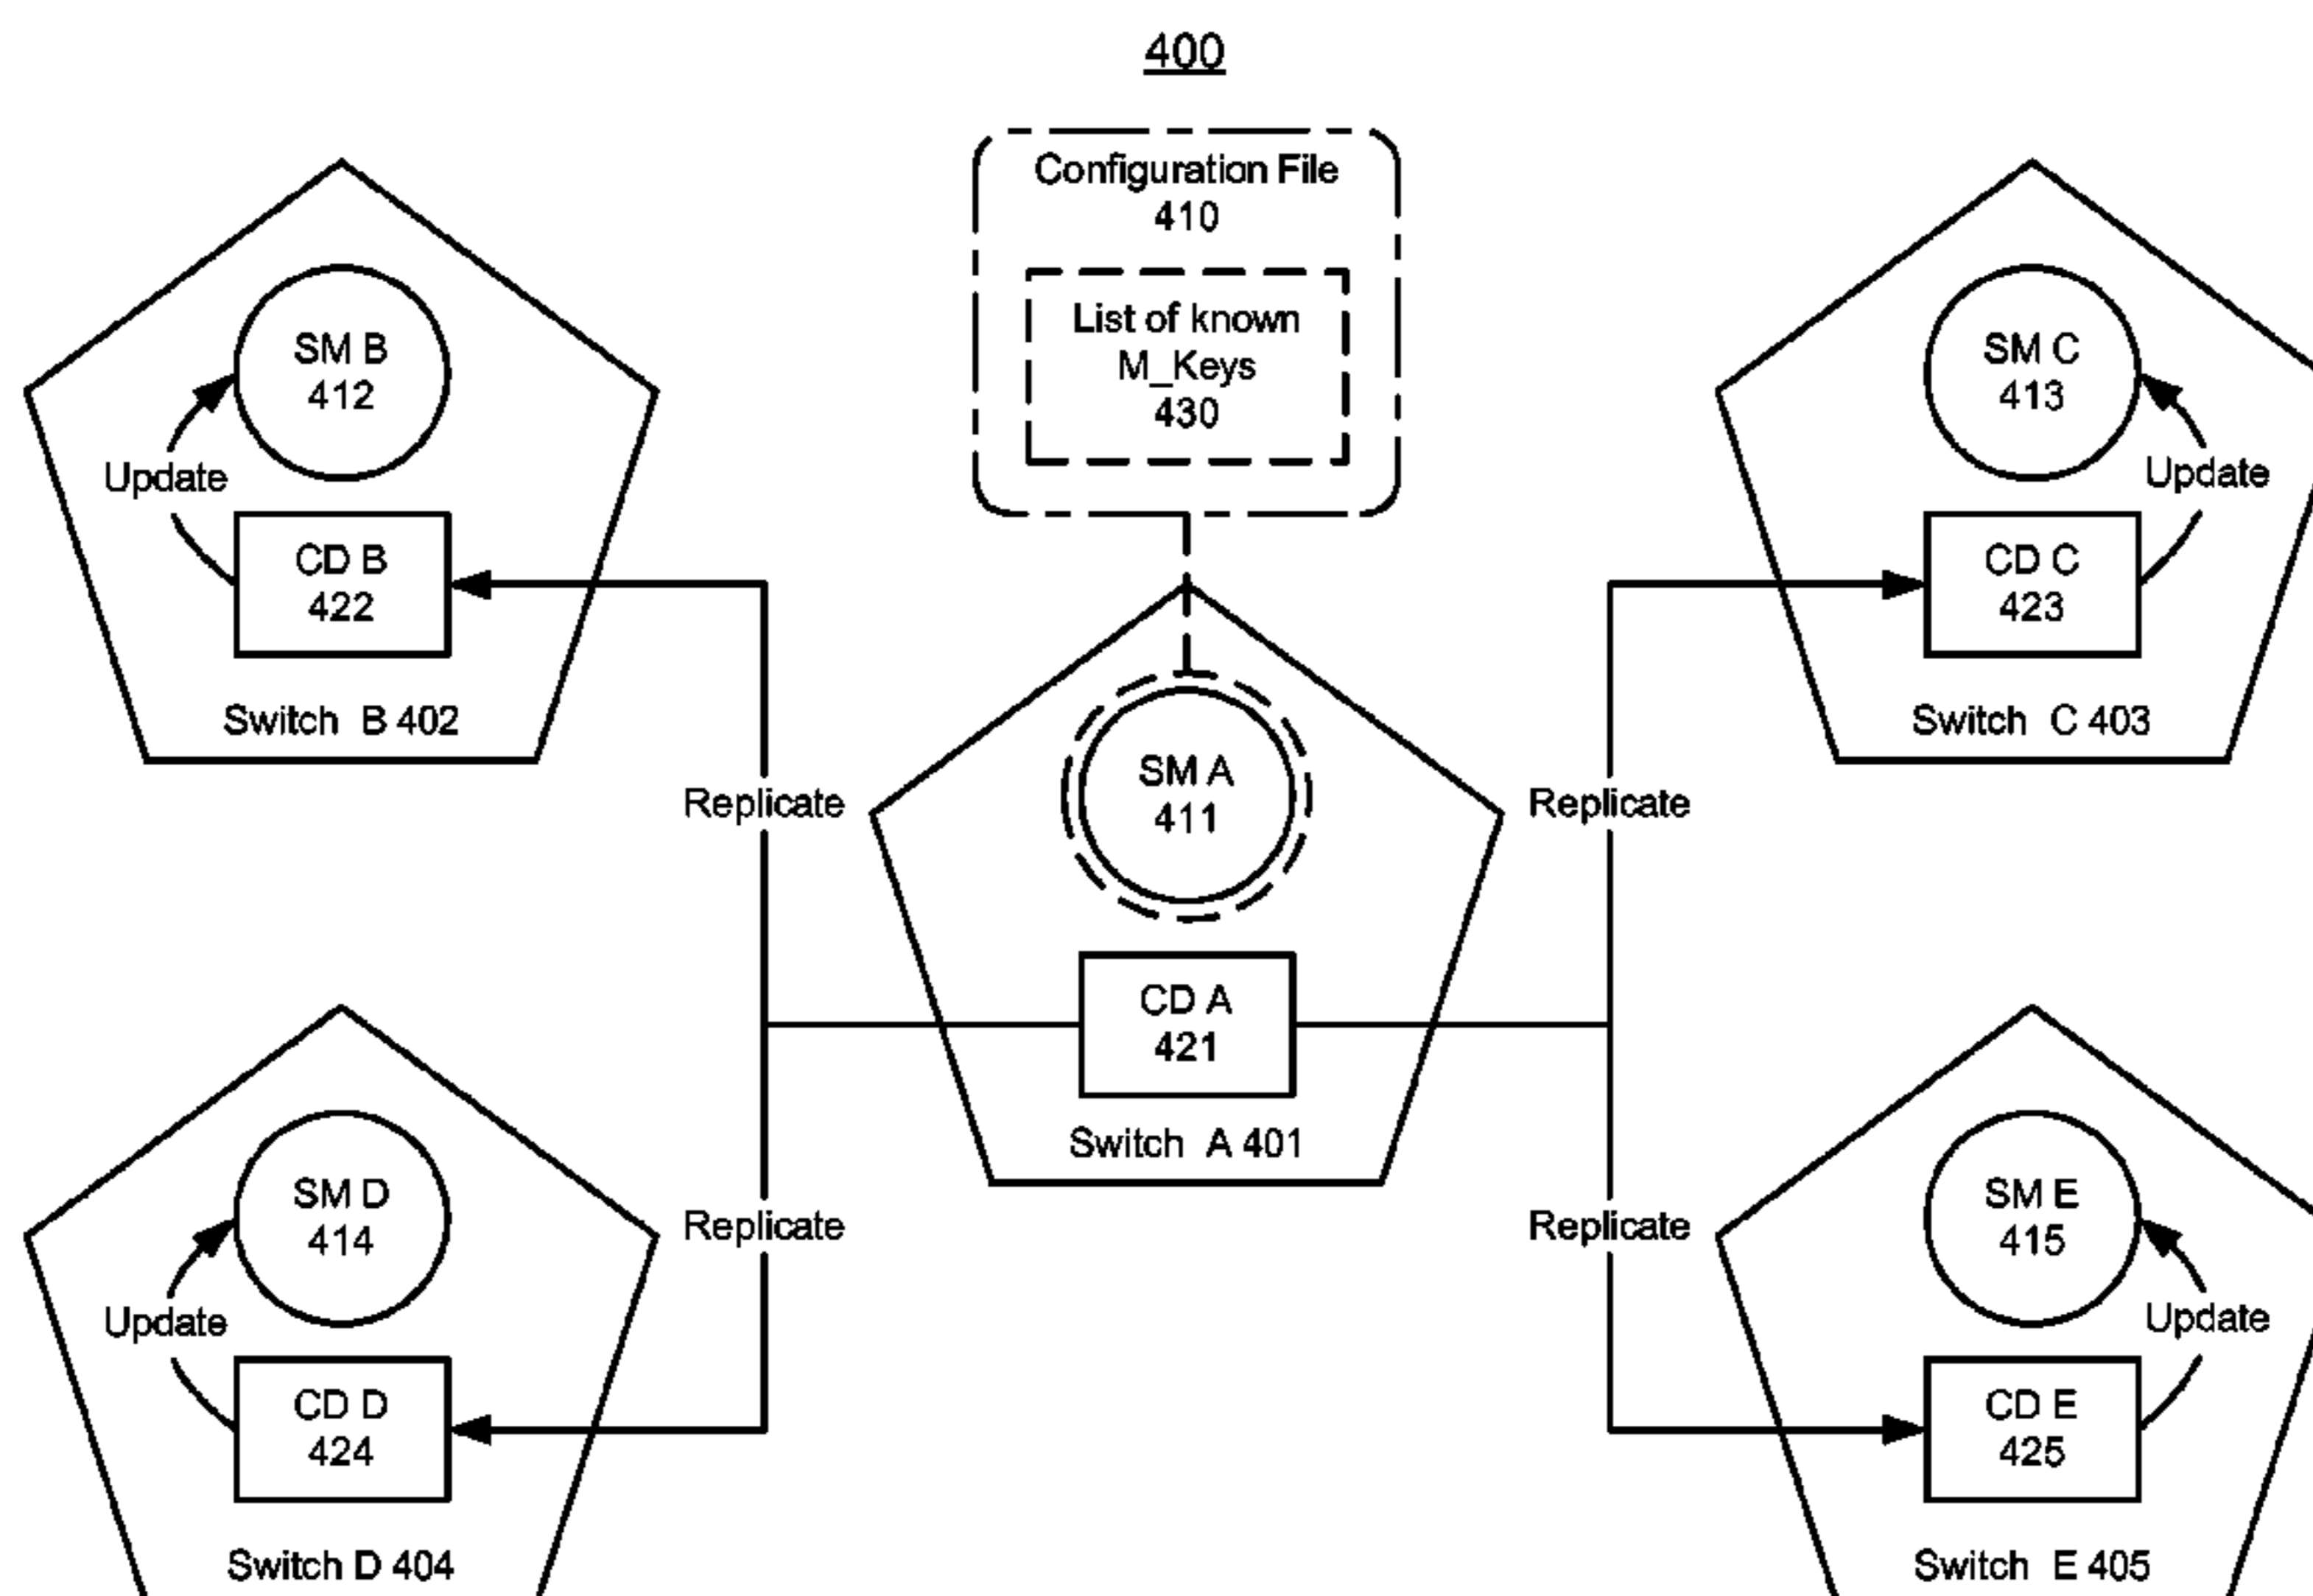 400
Configuration File
410
List of known
M_Keys
430
SM B
412
Update
CD B
422
Switch B 402
SM C
413
Update
CD C
423
Switch C 403
Replicate
SM A
411
Replicate
CD A
421
Switch A 401
Replicate
Replicate
SM D
414
Update
CD D
424
Switch D 404
SM E
415
Update
CD E
425
Switch E 405